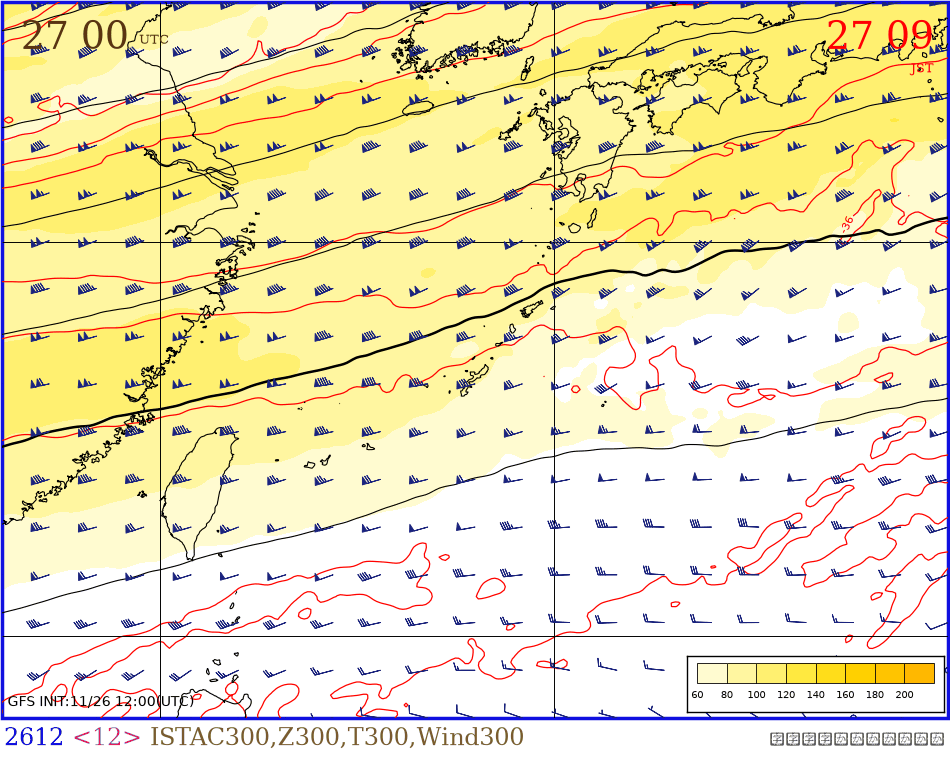 27 00 UTC
27 09
JST
-36
60 80 100 120 140 160 180 200
GFS INIT:11/26 12:00(UTC)
2612 <12> ISTAC300,Z300,T300,Wind300